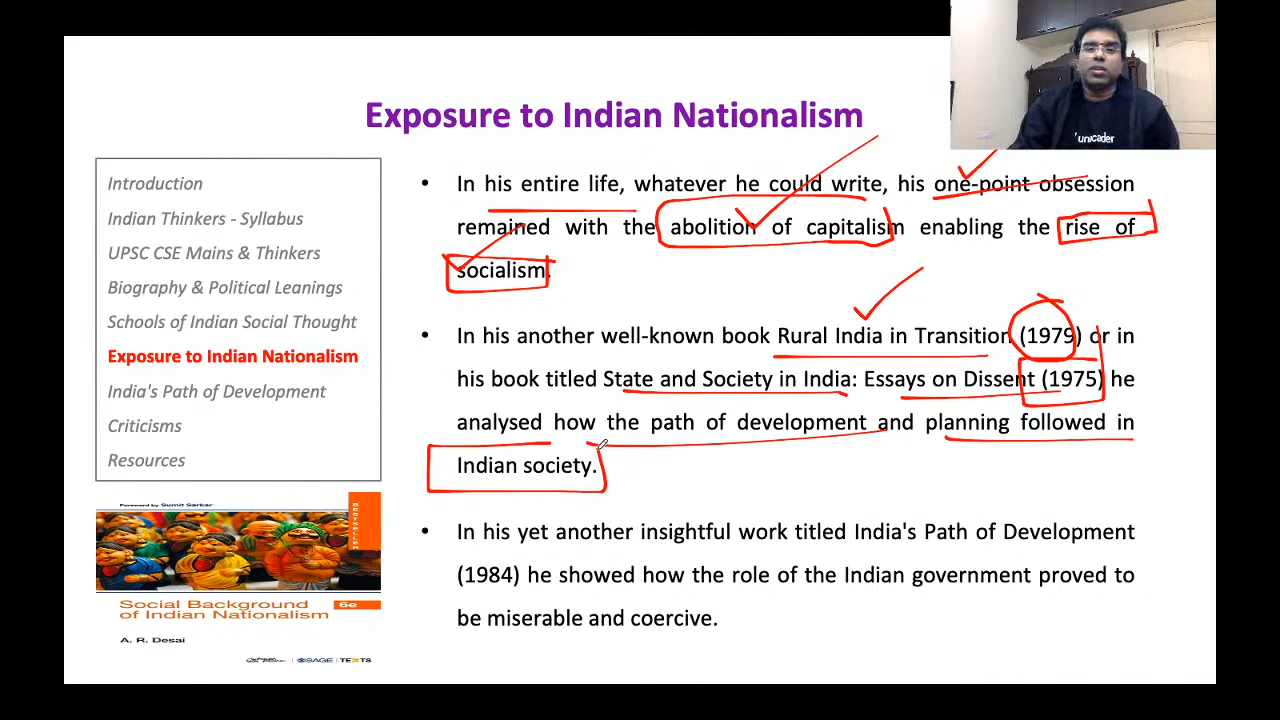 unacader
Exposure to Indian Nationalism
Introduction
Indian Thinkers - Syllabus
UPSC CSE Mains & Thinkers
Biography & Political Leanings
Schools of Indian Social Thought
Exposure to Indian Nationalism
India's Path of Development
Criticisms
Resources
• In his entire life, whatever he could write, his one-point obsession
remained with the abolition of capitalism enabling the rise of
socialism.
• In his another well-known book Rural India in Transition (1979) or in
his book titled State and Society in India: Essays on Dissent (1975) he
analysed how the path of development and planning followed in
Indian society.
• In his yet another insightful work titled India's Path of Development
(1984) he showed how the role of the Indian government proved to
be miserable and coercive.
Foreword by Sumit Sarkar
Social Background
of Indian Nationalism
6e
A. R. Desai
SAGE | TEXTS